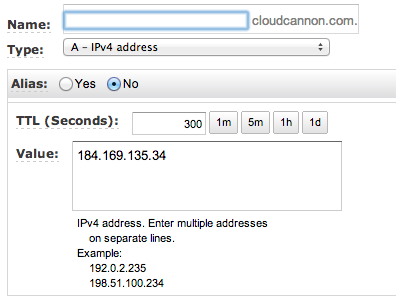 Name: cloudcannon.com.
Type: A – IPv4 address
Alias: Yes No
TTL (Seconds): 300 1m 5m 1h 1d
Value: 184.169.135.34
IPv4 address. Enter multiple addresses
on separate lines.
Example:
192.0.2.235
198.51.100.234